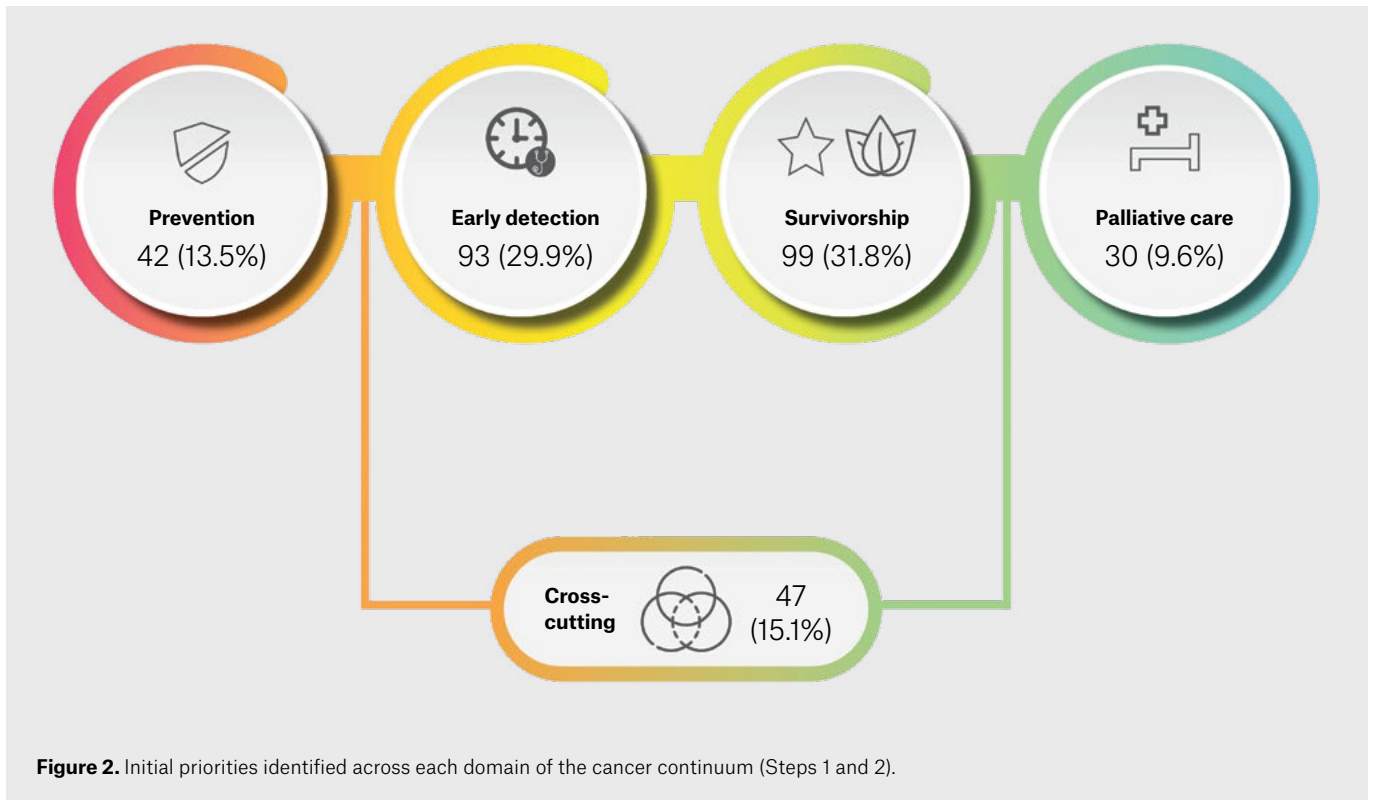 Prevention
42 (13.5%)
Early detection
93 (29.9%)
Survivorship
99 (31.8%)
Palliative care
30 (9.6%)
Cross-
cutting
47
(15.1%)
Figure 2. Initial priorities identified across each domain of the cancer continuum (Steps 1 and 2).